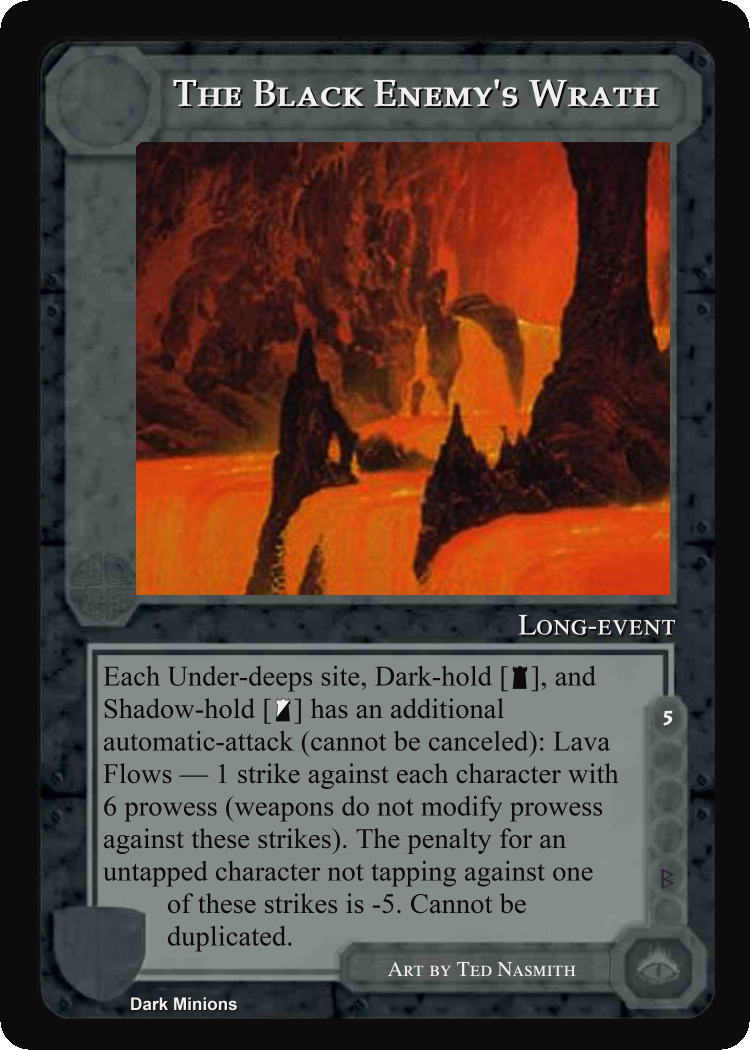 The Black Enemy's Wrath
Long-event
Each Under-deeps site, Dark-hold [], and
Shadow-hold [] has an additional
automatic-attack (cannot be canceled): Lava
Flows — 1 strike against each character with
6 prowess (weapons do not modify prowess
against these strikes). The penalty for an
untapped character not tapping against one
of these strikes is -5. Cannot be
duplicated.
5
ᛒ
Art by Ted Nasmith
Dark Minions